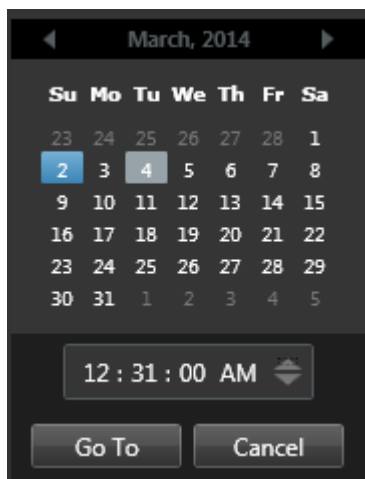 March, 2014
Su Mo Tu We Th Fr Sa
23 24 25 26 27 28 1
2 3 4 5 6 7 8
9 10 11 12 13 14 15
16 17 18 19 20 21 22
23 24 25 26 27 28 29
30 31 1 2 3 4 5
12 : 31 : 00 AM
Go To Cancel